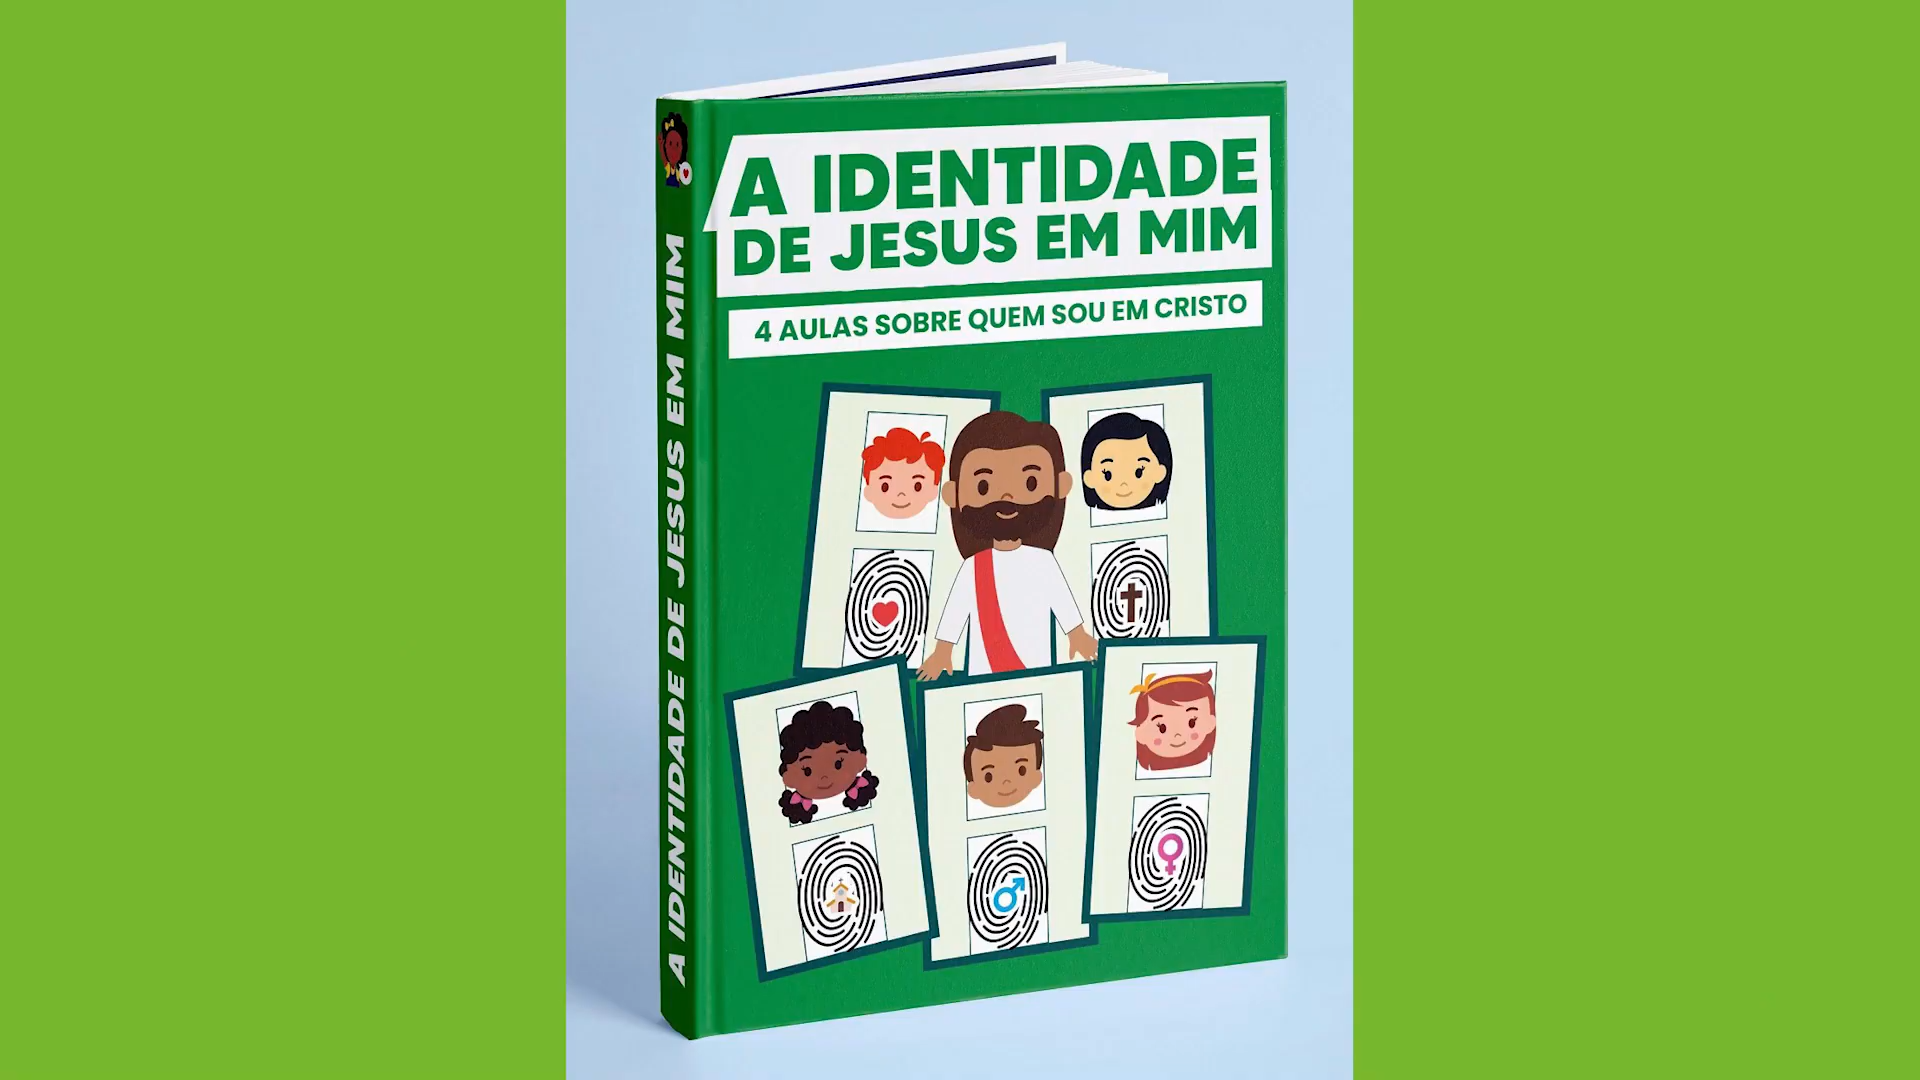 A IDENTIDADE
DE JESUS EM MIM
4 AULAS SOBRE QUEM SOU EM CRISTO
A IDENTIDADE DE JESUS EM MIM